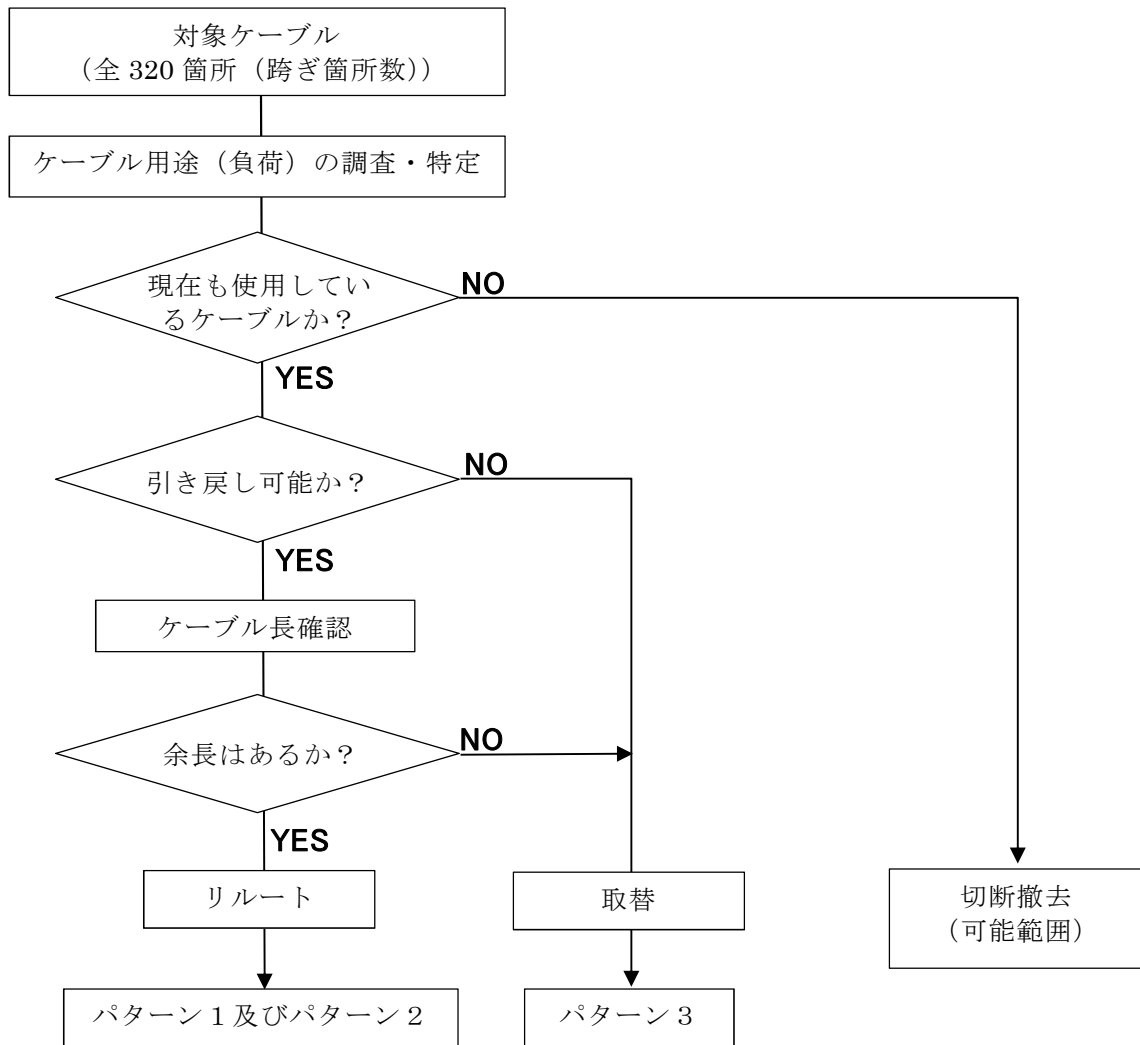 対象ケーブル
（全 320 箇所（跨ぎ箇所数））
ケーブル用途（負荷）の調査・特定
現在も使用してい
るケーブルか？
NO
YES
引き戻し可能か？
NO
YES
ケーブル長確認
余長はあるか？
NO
YES
リルート
取替
切断撤去
（可能範囲）
パターン１及びパターン２
パターン３